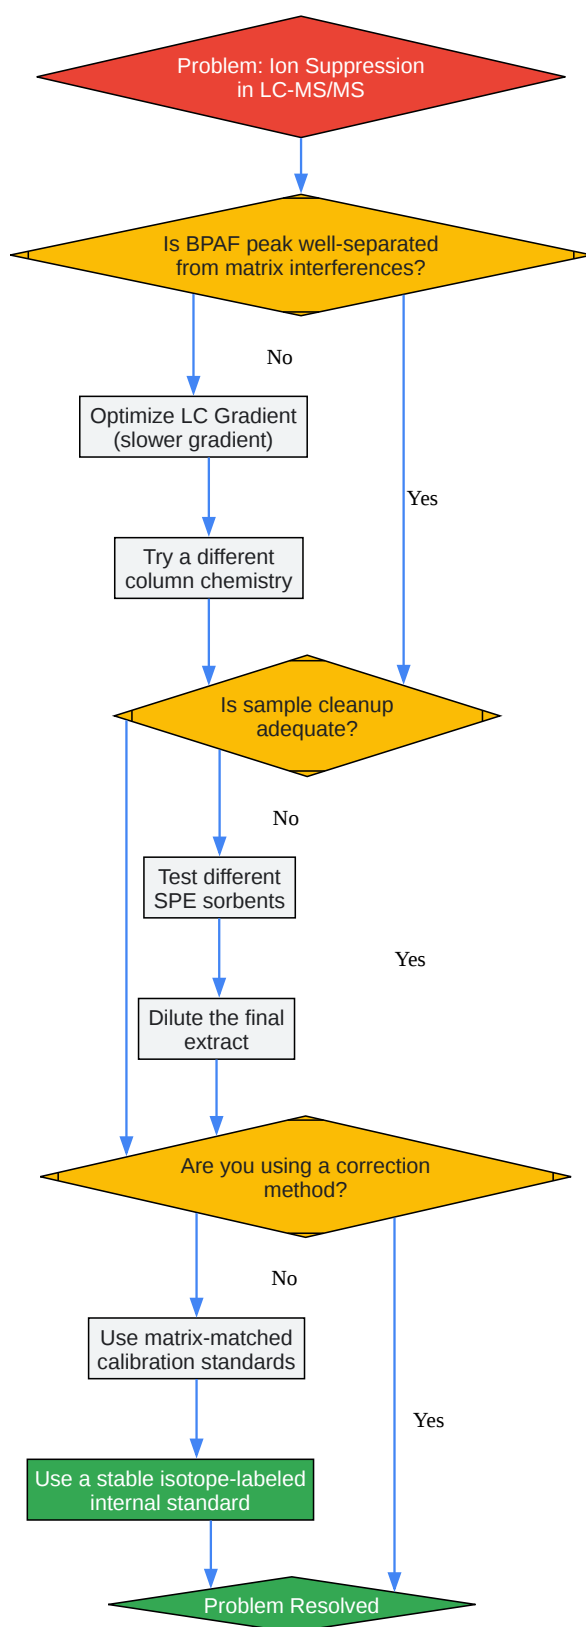 Problem: Ion Suppression
in LC-MS/MS
Is BPAF peak well-separated
from matrix interferences?
No
Optimize LC Gradient
(slower gradient)
Yes
Try a different
column chemistry
Is sample cleanup
adequate?
No
Test different
SPE sorbents
Yes
Dilute the final
extract
Are you using a correction
method?
No
Use matrix-matched
calibration standards
Yes
Use a stable isotope-labeled
internal standard
Problem Resolved